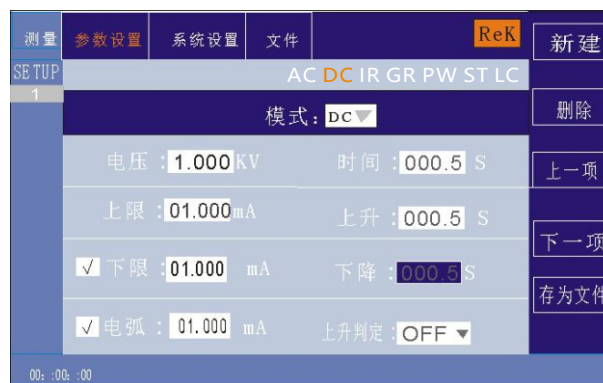 测量 参数设置 系统设置 文件 ReK 新建
SETUP AC DC IR GR PW ST LC
1
模式：DC 删除
电压：1.000 KV 时间：000.5 S 上一项
上限：01.000 mA 上升：000.5 S
下一项
√ 下限：01.000 mA 下降：000.5 S
存为文件
√ 电弧：01.000 mA 上升判定：OFF
00: :00: :00